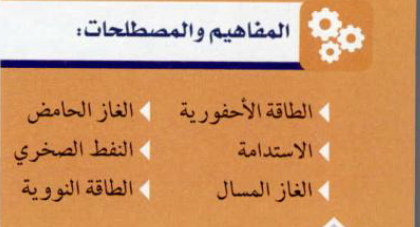 المفاهيم والمصطلحات:
الطاقة الأحفورية
الغاز الحامض
الاستدامة
النفط الصخري
الغاز المسال
الطاقة النووية